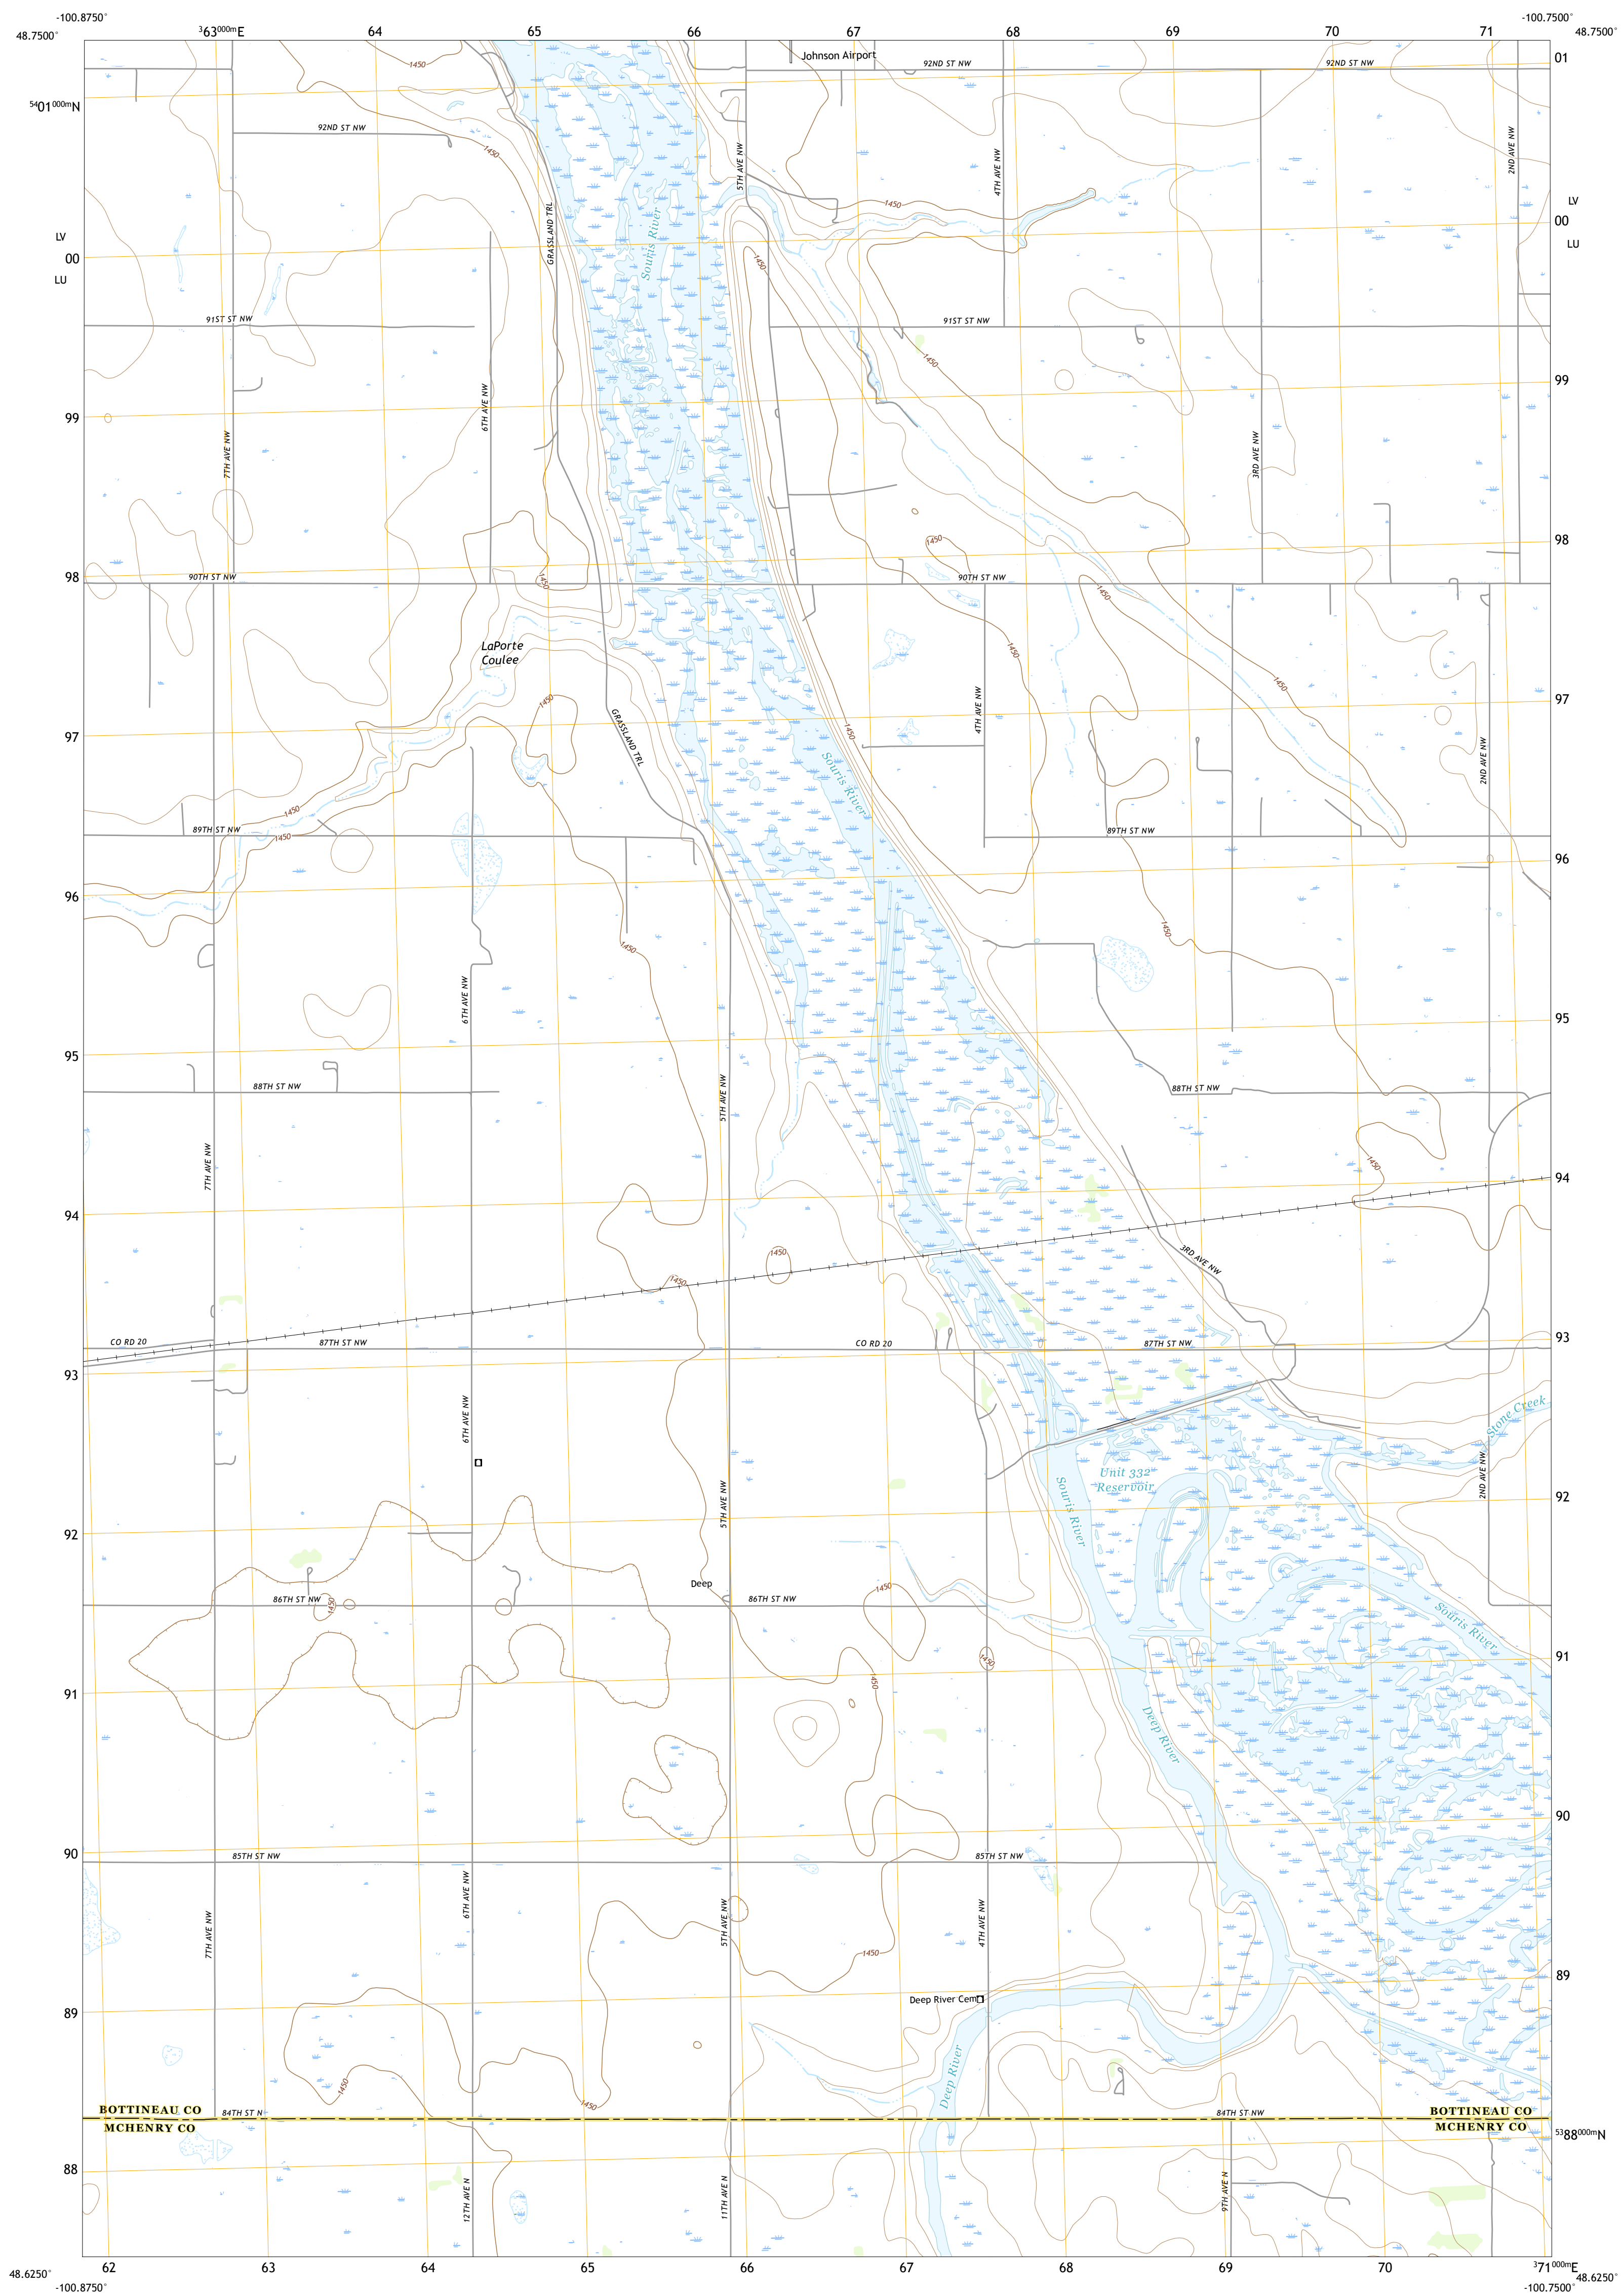 -100.8750°
-100.7500°
48.7500°
³63⁰⁰⁰ᵐE
64
65
66
67
68
69
70
71
48.7500°
Johnson Airport
92ND ST NW
92ND ST NW
01
1450
⁵⁴01⁰⁰⁰ᵐN
92ND ST NW
1450
5TH AVE NW
4TH AVE NW
2ND AVE NW
LV
00
LU
LV
00
LU
GRASSLAND TRL
Souris River
1450
1450
91ST ST NW
91ST ST NW
1450
99
99
6TH AVE NW
7TH AVE NW
3RD AVE NW
1450
98
98
90TH ST NW
1450
90TH ST NW
1450
LaPorte
Coulee
1450
1450
97
1450
4TH AVE NW
GRASSLAND TRL
1450
97
2ND AVE NW
Souris River
1450
89TH ST NW
1450
89TH ST NW
96
96
1450
1450
6TH AVE NW
95
95
88TH ST NW
5TH AVE NW
88TH ST NW
7TH AVE NW
1450
94
94
1450
1450
3RD AVE NW
CO RD 20
87TH ST NW
CO RD 20
87TH ST NW
93
93
6TH AVE NW
Stone Creek
Unit 332
Reservoir
Souris River
5TH AVE NW
2ND AVE NW
92
92
Deep
1450
86TH ST NW
1450
86TH ST NW
Souris River
1450
1450
91
91
Deep River
90
90
85TH ST NW
85TH ST NW
6TH AVE NW
7TH AVE NW
5TH AVE NW
4TH AVE NW
1450
89
89
Deep River Cem
Deep River
1450
1450
BOTTINEAU CO
MCHENRY CO
84TH ST N
84TH ST NW
BOTTINEAU CO
MCHENRY CO
⁵³88⁰⁰⁰ᵐN
88
12TH AVE N
11TH AVE N
9TH AVE N
48.6250°
62
63
64
65
66
67
68
69
70
³71⁰⁰⁰ᵐE
48.6250°
-100.8750°
-100.7500°